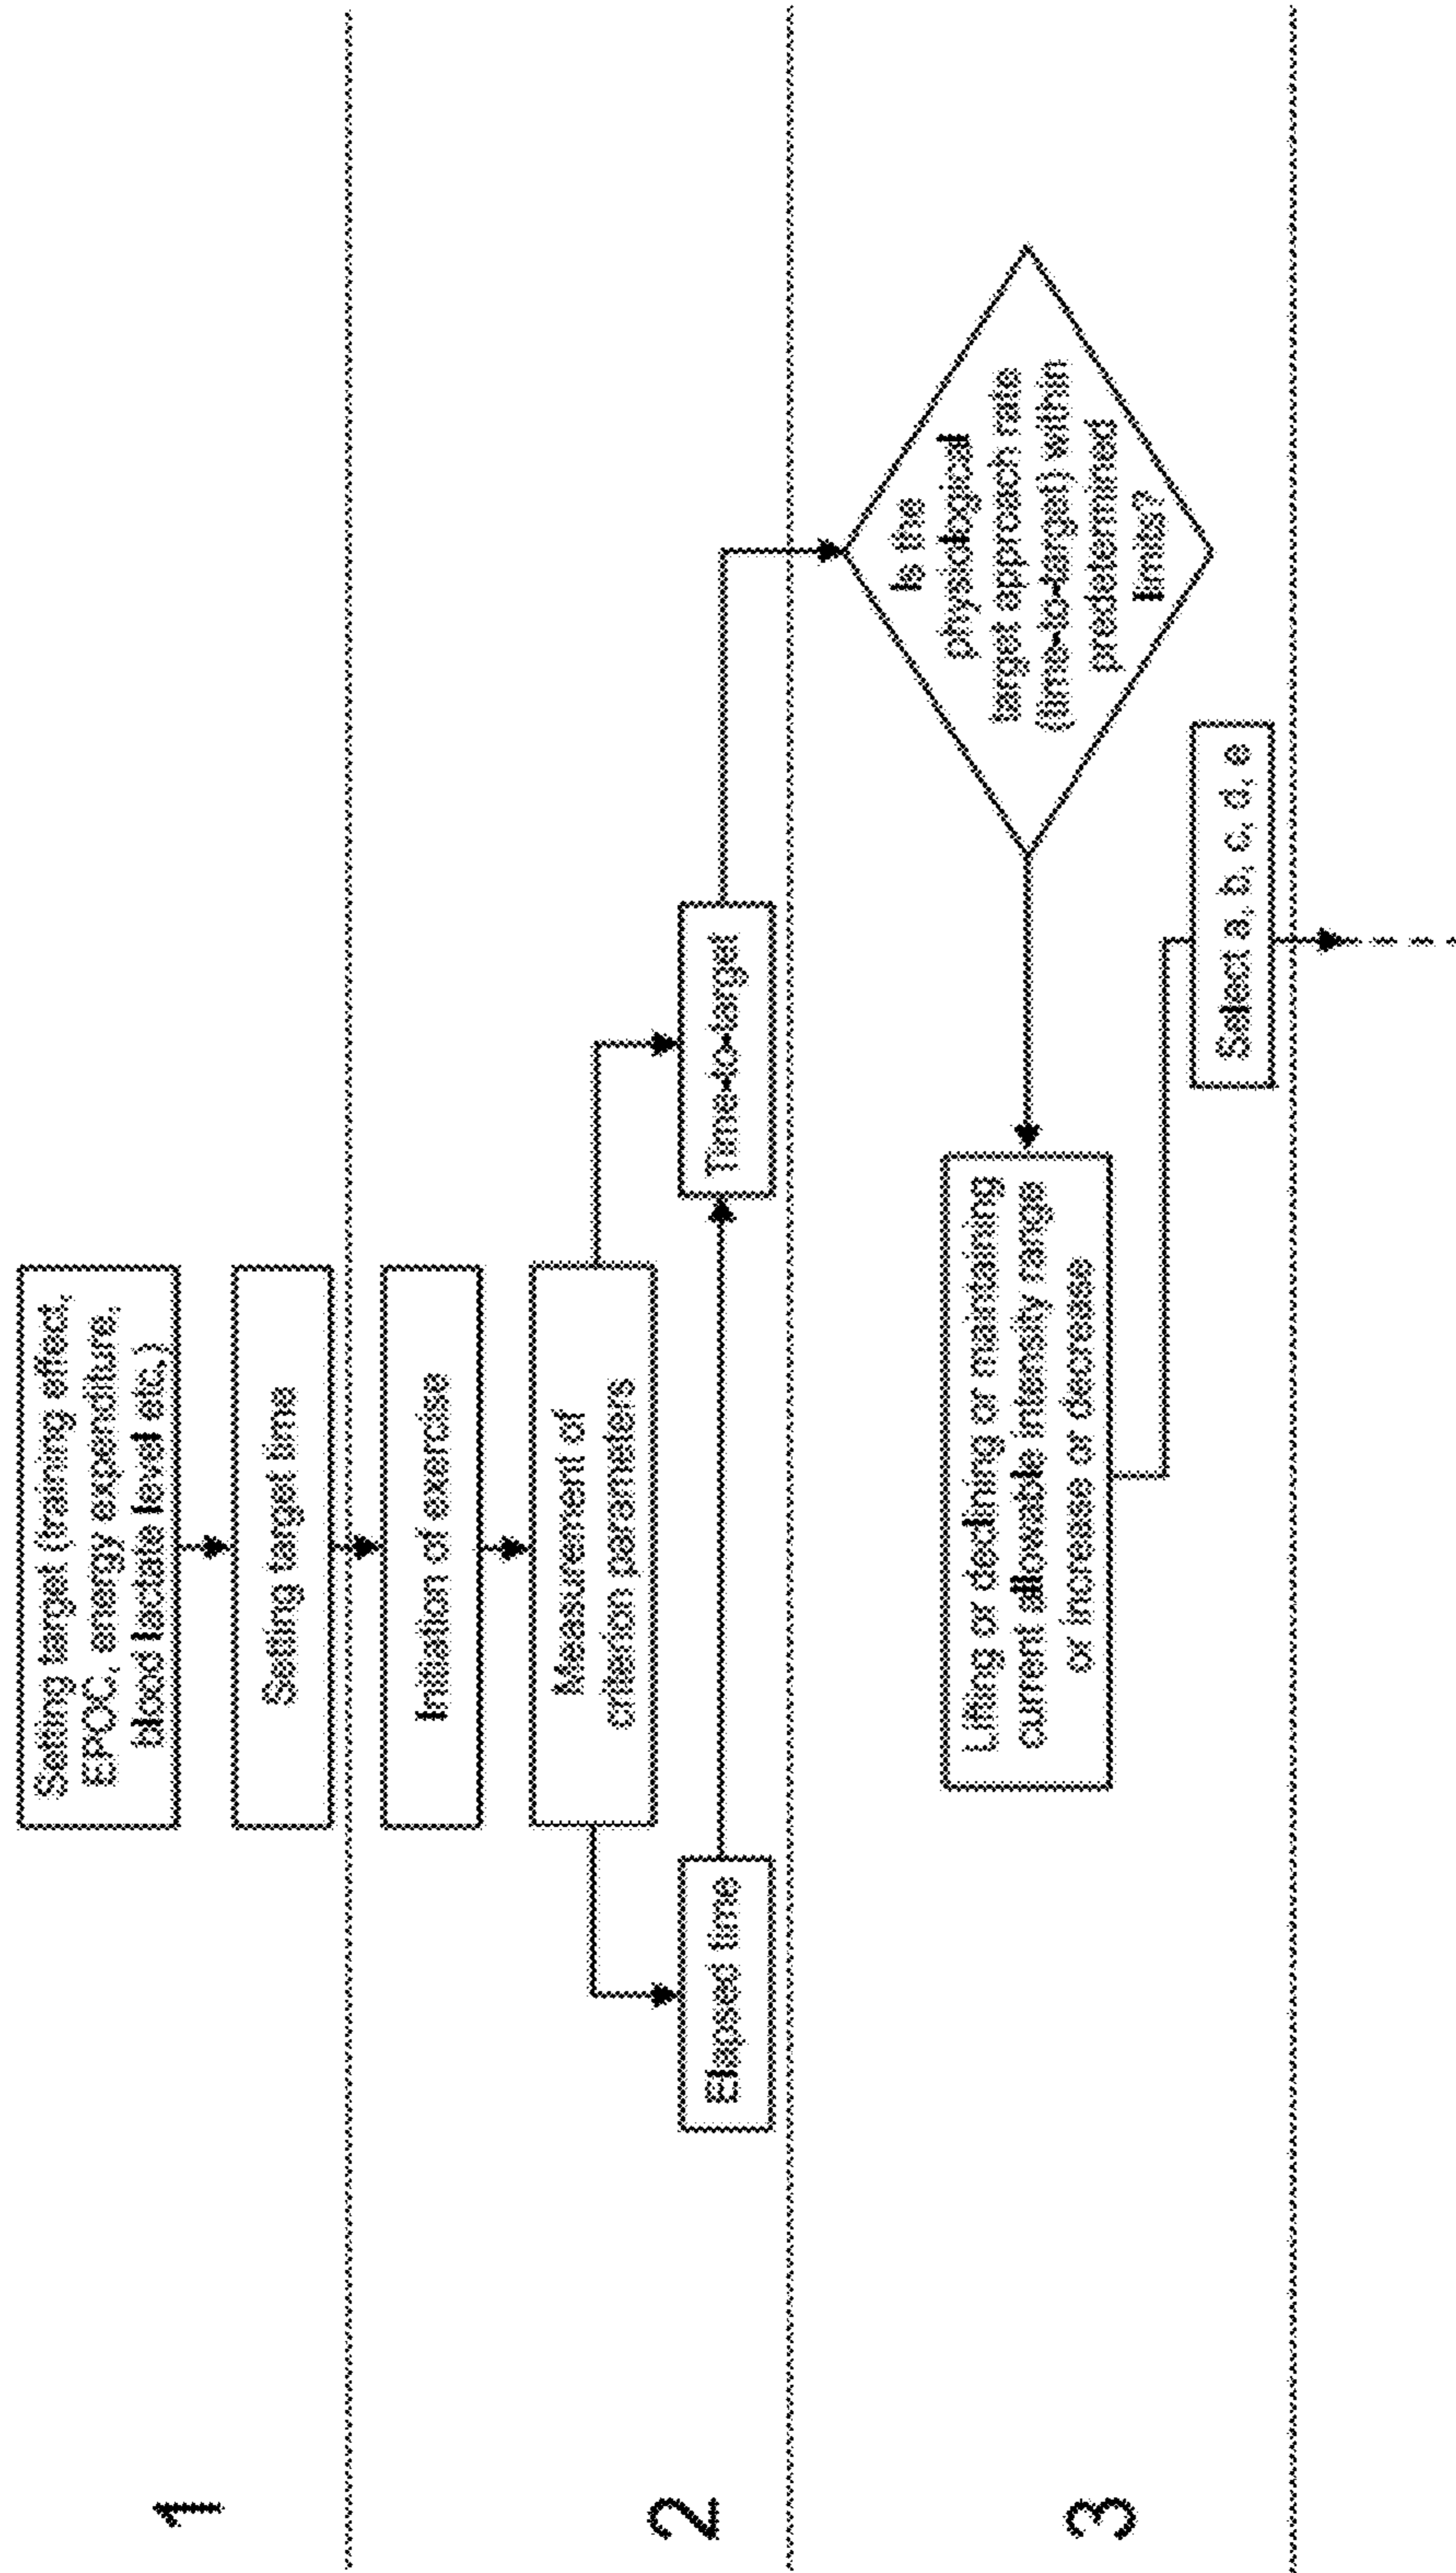 1
Setting target (training effect,
EPOC, energy expenditure,
blood lactate level etc,)
Setting target time
2
Initiation of exercise
Measurement of
criterion parameters
Elapsed time
Time-to-target
3
Is the
physiological
target approach rate
(time-to-target) within
predetermined
limits?
Lifting or declining or maintaining
current allowable intensity range
or increase or decrease
Select a, b, c, d, e